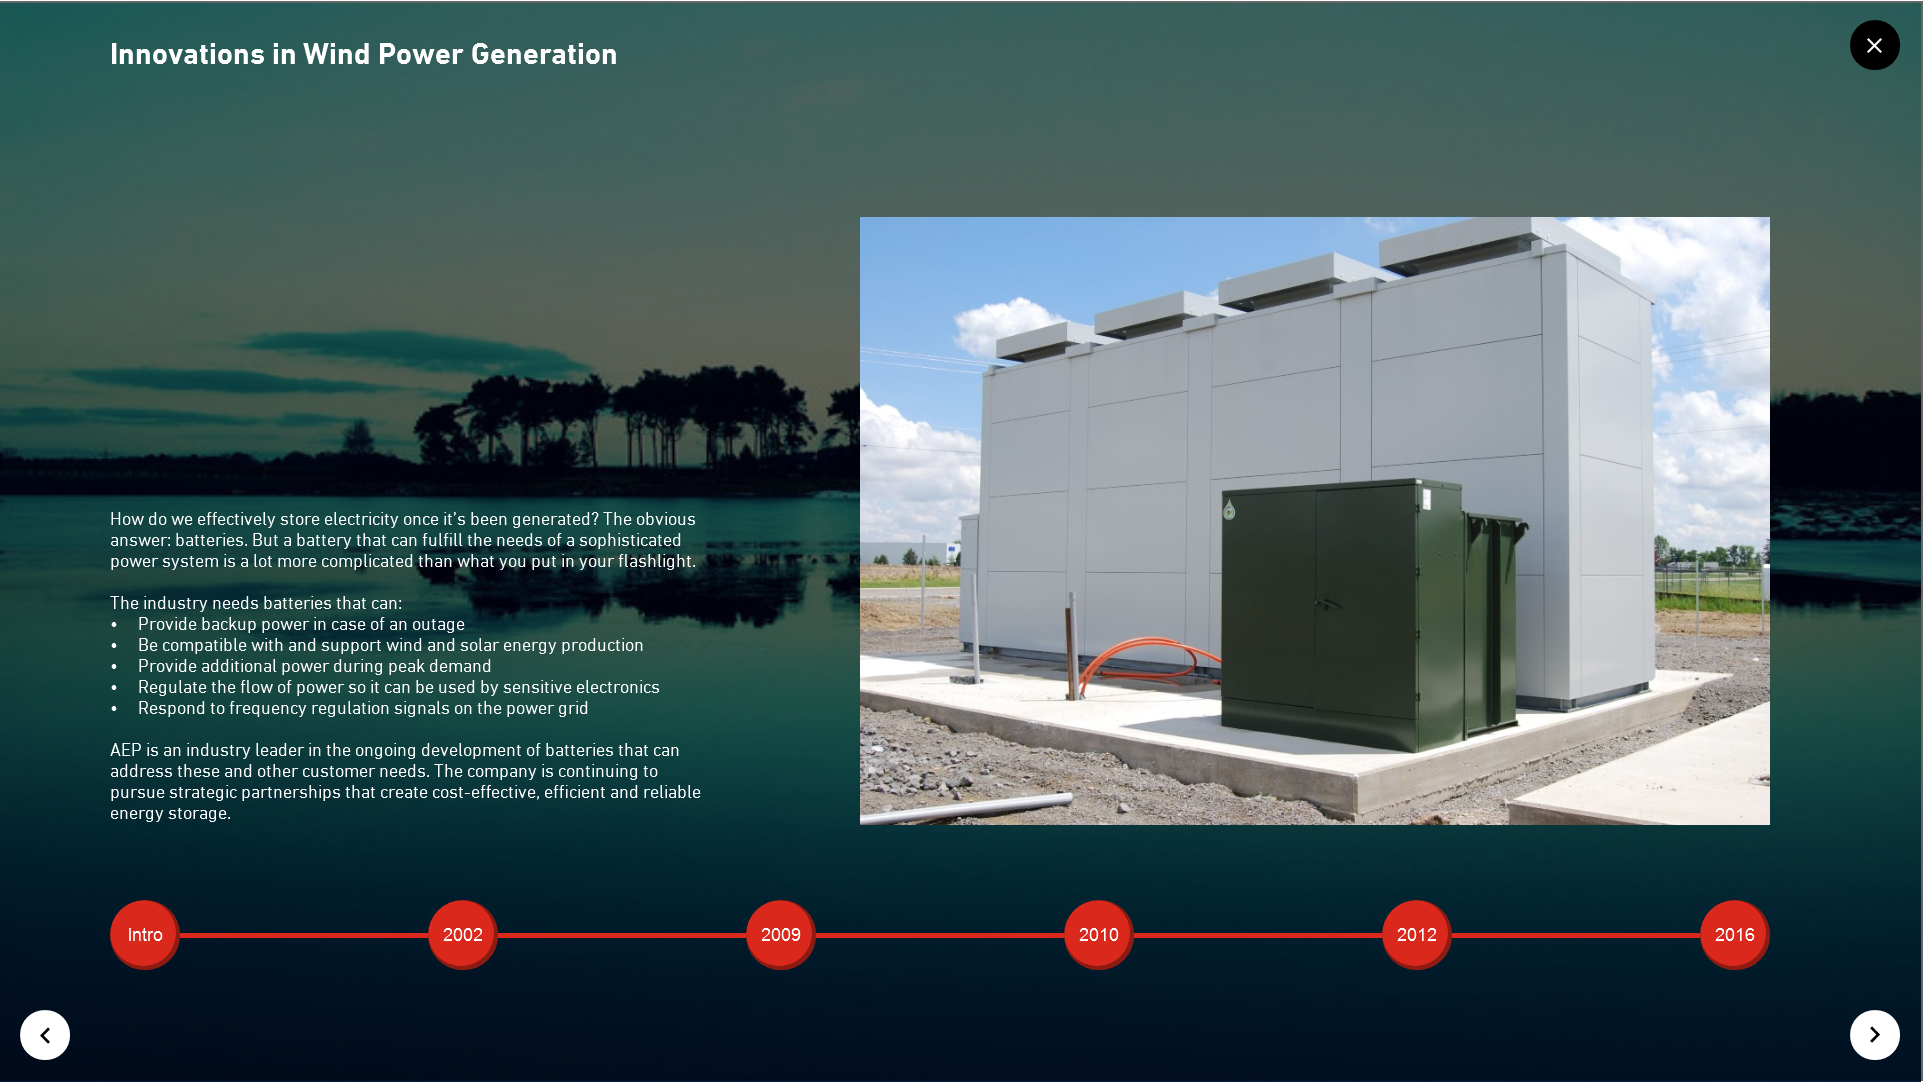 Innovations in Wind Power Generation
How do we effectively store electricity once it’s been generated? The obvious
answer: batteries. But a battery that can fulfill the needs of a sophisticated
power system is a lot more complicated than what you put in your flashlight.
The industry needs batteries that can:
• Provide backup power in case of an outage
• Be compatible with and support wind and solar energy production
• Provide additional power during peak demand
• Regulate the flow of power so it can be used by sensitive electronics
• Respond to frequency regulation signals on the power grid
AEP is an industry leader in the ongoing development of batteries that can
address these and other customer needs. The company is continuing to
pursue strategic partnerships that create cost-effective, efficient and reliable
energy storage.
Intro 2002 2009 2010 2012 2016